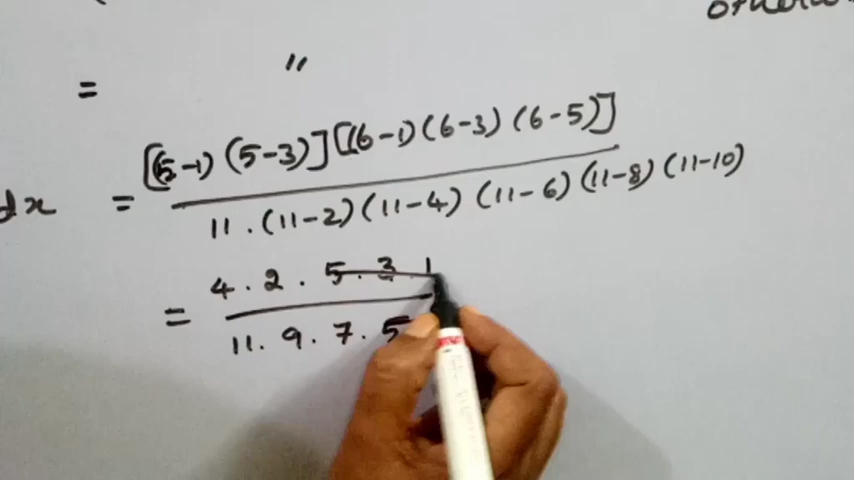 = "
dx = [(5-1)(5-3)][(6-1)(6-3)(6-5)] / 11.(11-2)(11-4)(11-6)(11-8)(11-10)
= 4.2.5.3.1 / 11.9.7.5